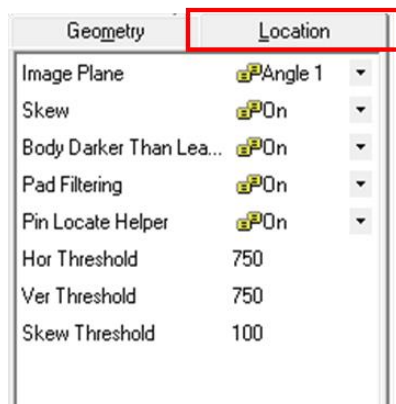 Geometry Location
Image Plane Angle 1
Skew On
Body Darker Than Lea... On
Pad Filtering On
Pin Locate Helper On
Hor Threshold 750
Ver Threshold 750
Skew Threshold 100